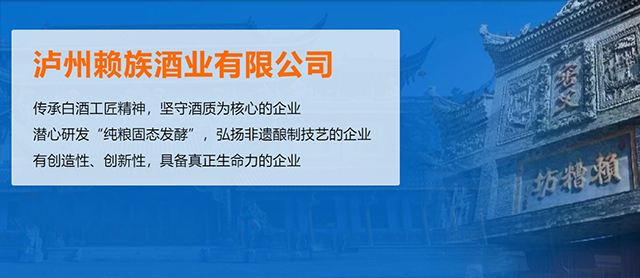 泸州赖族酒业有限公司
传承白酒工匠精神，坚守酒质为核心的企业
潜心研发“纯粮固态发酵”，弘扬非遗酿制技艺的企业
有创造性、创新性，具备真正生命力的企业
坊糟賴